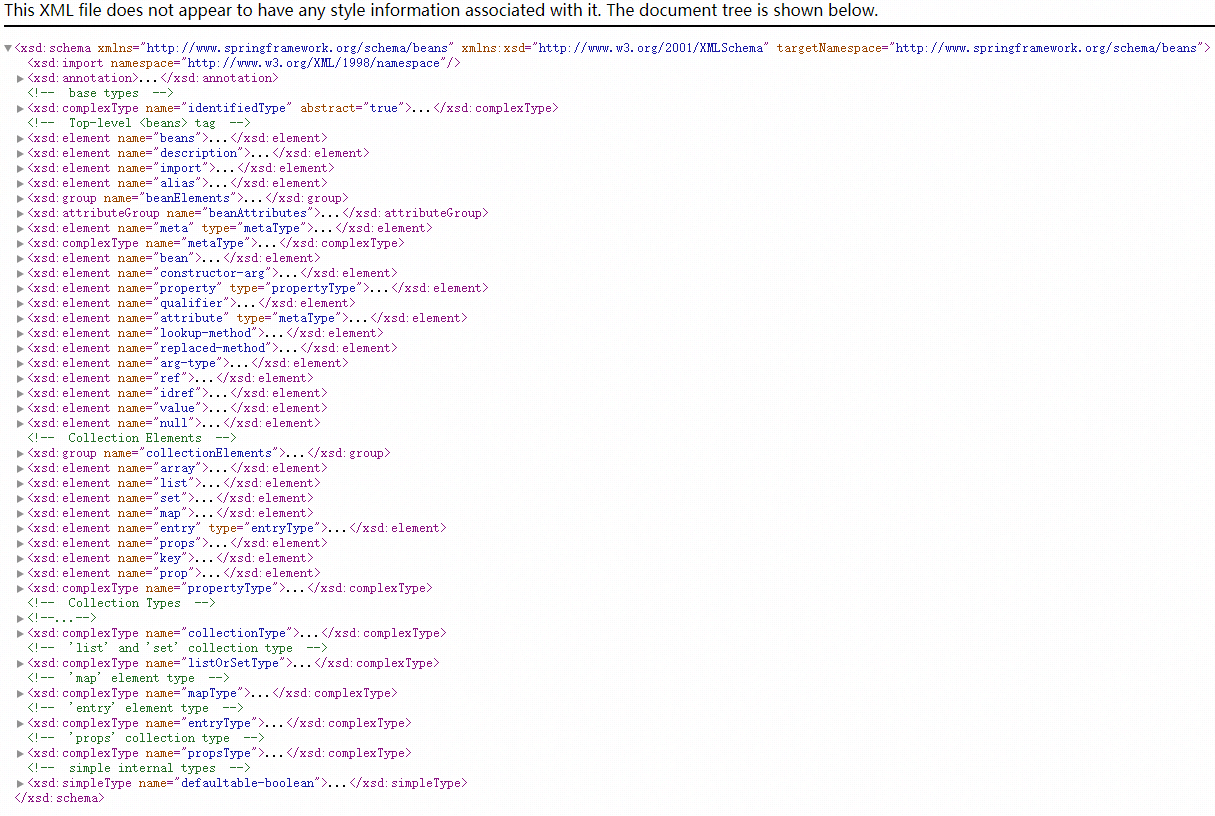 This XML file does not appear to have any style information associated with it. The document tree is shown below.
▼<xsd:schema xmlns="http://www.springframework.org/schema/beans" xmlns:xsd="http://www.w3.org/2001/XMLSchema" targetNamespace="http://www.springframework.org/schema/beans">
<xsd:import namespace="http://www.w3.org/XML/1998/namespace"/>
▶<xsd:annotation>...</xsd:annotation>
<!-- base types -->
▶<xsd:complexType name="identifiedType" abstract="true">...</xsd:complexType>
<!-- Top-level <beans> tag -->
▶<xsd:element name="beans">...</xsd:element>
▶<xsd:element name="description">...</xsd:element>
▶<xsd:element name="import">...</xsd:element>
▶<xsd:element name="alias">...</xsd:element>
▶<xsd:group name="beanElements">...</xsd:group>
▶<xsd:attributeGroup name="beanAttributes">...</xsd:attributeGroup>
▶<xsd:element name="meta" type="metaType">...</xsd:element>
▶<xsd:complexType name="metaType">...</xsd:complexType>
▶<xsd:element name="bean">...</xsd:element>
▶<xsd:element name="constructor-arg">...</xsd:element>
▶<xsd:element name="property" type="propertyType">...</xsd:element>
▶<xsd:element name="qualifier">...</xsd:element>
▶<xsd:element name="attribute" type="metaType">...</xsd:element>
▶<xsd:element name="lookup-method">...</xsd:element>
▶<xsd:element name="replaced-method">...</xsd:element>
▶<xsd:element name="arg-type">...</xsd:element>
▶<xsd:element name="ref">...</xsd:element>
▶<xsd:element name="idref">...</xsd:element>
▶<xsd:element name="value">...</xsd:element>
▶<xsd:element name="null">...</xsd:element>
<!-- Collection Elements -->
▶<xsd:group name="collectionElements">...</xsd:group>
▶<xsd:element name="array">...</xsd:element>
▶<xsd:element name="list">...</xsd:element>
▶<xsd:element name="set">...</xsd:element>
▶<xsd:element name="map">...</xsd:element>
▶<xsd:element name="entry" type="entryType">...</xsd:element>
▶<xsd:element name="props">...</xsd:element>
▶<xsd:element name="key">...</xsd:element>
▶<xsd:element name="prop">...</xsd:element>
▶<xsd:complexType name="propertyType">...</xsd:complexType>
<!-- Collection Types -->
▶<!--...-->
▶<xsd:complexType name="collectionType">...</xsd:complexType>
<!-- 'list' and 'set' collection type -->
▶<xsd:complexType name="listOrSetType">...</xsd:complexType>
<!-- 'map' element type -->
▶<xsd:complexType name="mapType">...</xsd:complexType>
<!-- 'entry' element type -->
▶<xsd:complexType name="entryType">...</xsd:complexType>
<!-- 'props' collection type -->
▶<xsd:complexType name="propsType">...</xsd:complexType>
<!-- simple internal types -->
▶<xsd:simpleType name="defaultable-boolean">...</xsd:simpleType>
</xsd:schema>